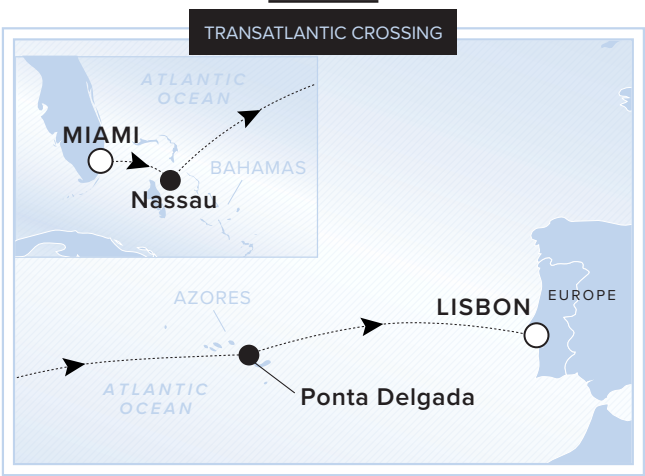 TRANSATLANTIC CROSSING
ATLANTIC
OCEAN
MIAMI
BAHAMAS
Nassau
AZORES
LISBON
EUROPE
ATLANTIC
OCEAN
Ponta Delgada